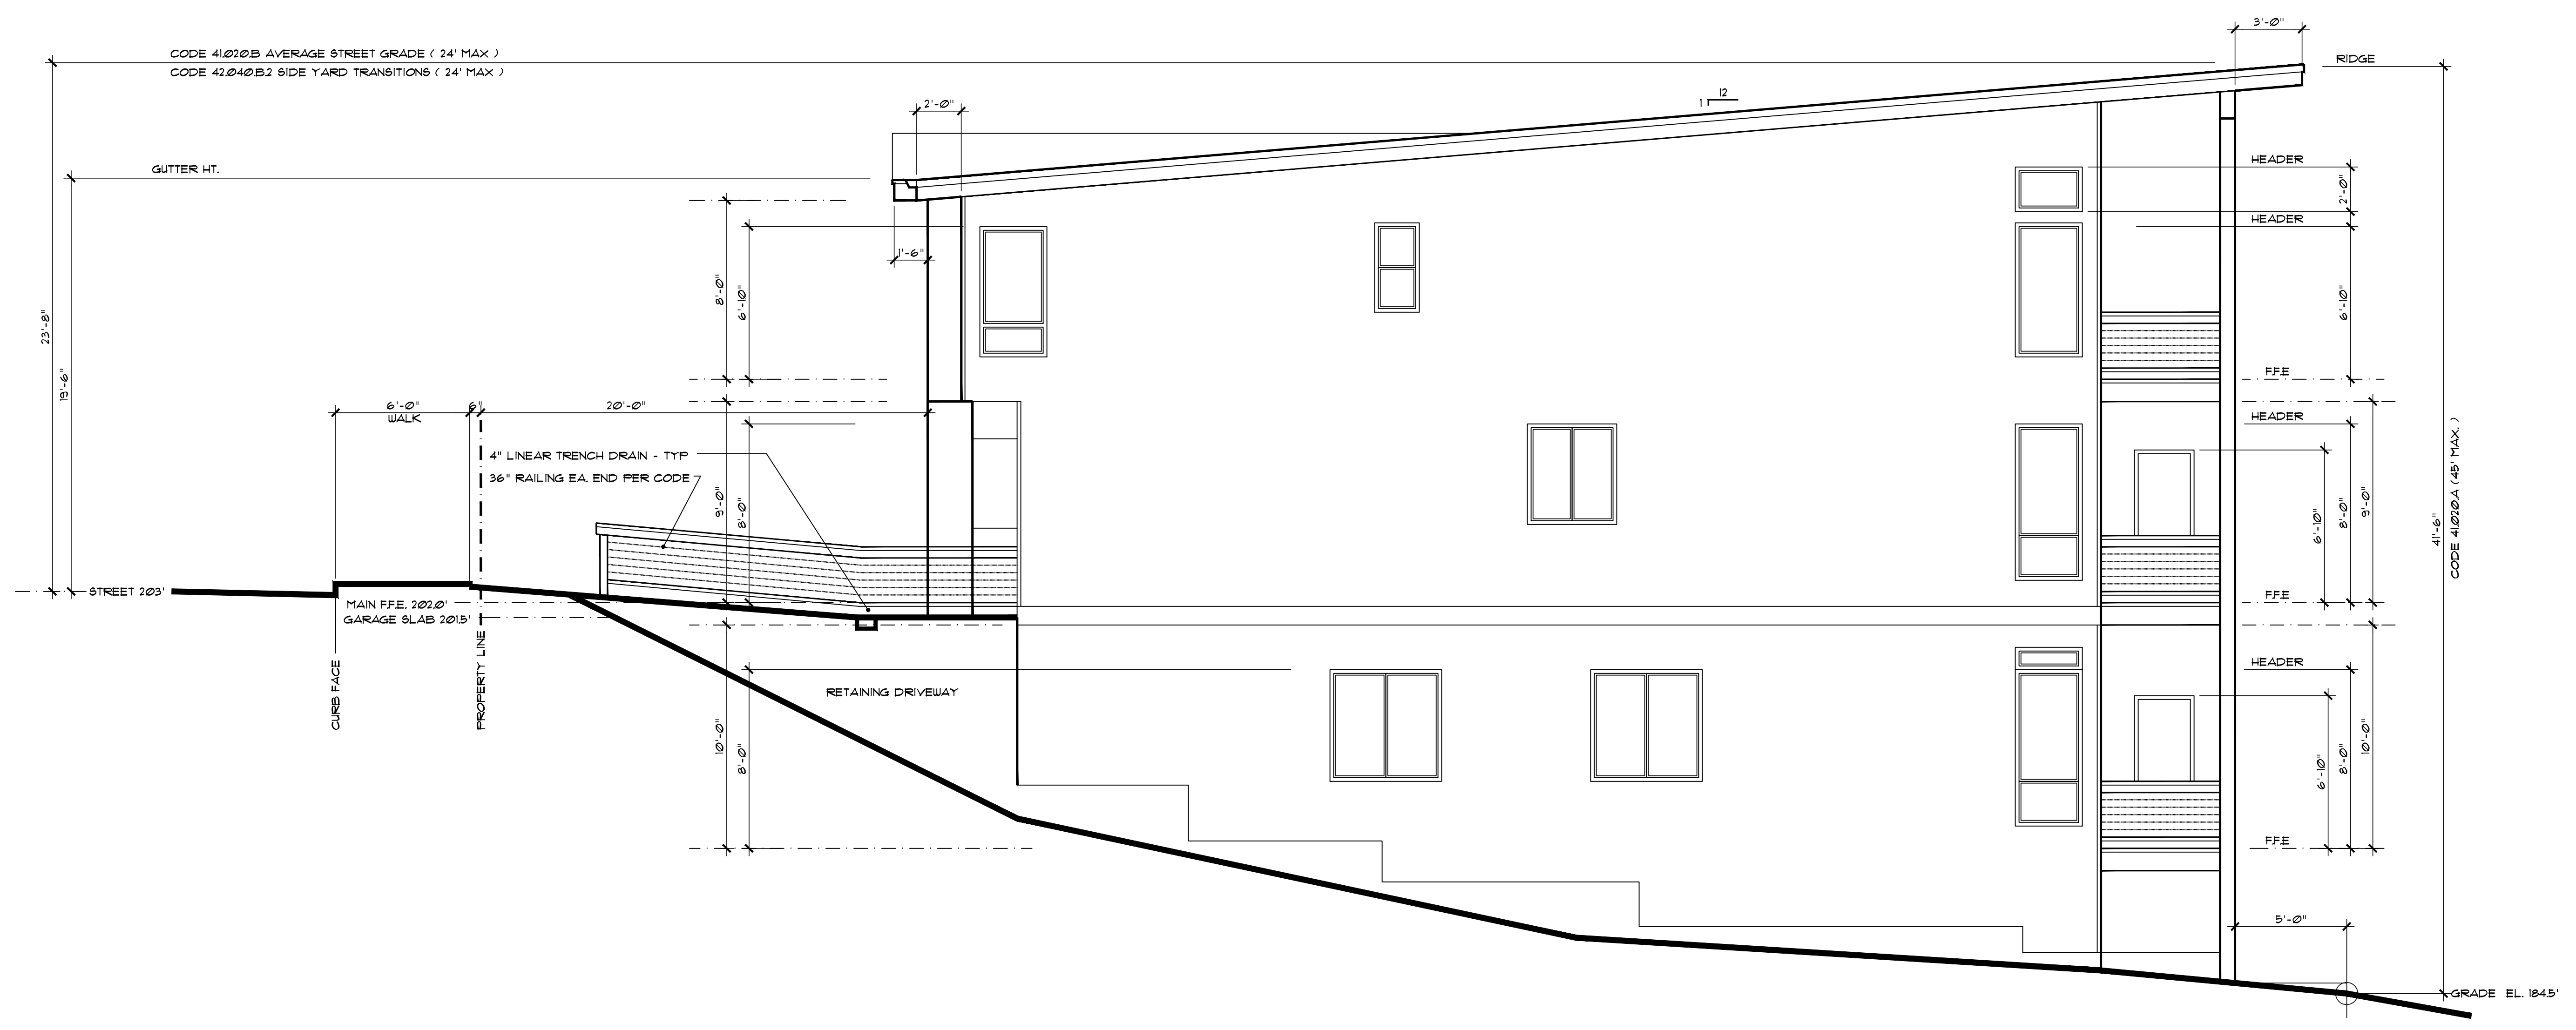 3'-0"
CODE 41.020.B AVERAGE STREET GRADE ( 24' MAX )
RIDGE
CODE 42.040.B.2 SIDE YARD TRANSITIONS ( 24' MAX )
12
1
2'-0"
HEADER
GUTTER HT.
2'-0"
HEADER
1'-6"
8'-0"
6'-10"
6'-10"
23'-8"
19'-6"
F.F.E
6'-0"
6"
20'-0"
WALK
HEADER
4" LINEAR TRENCH DRAIN - TYP
36" RAILING EA. END PER CODE
9'-0"
8'-0"
6'-10"
8'-0"
9'-0"
41'-6"
CODE 41.020.A (45' MAX. )
STREET 203'
F.F.E
MAIN F.F.E. 202.0'
GARAGE SLAB 201.5'
CURB FACE
PROPERTY LINE
HEADER
RETAINING DRIVEWAY
10'-0"
8'-0"
6'-10"
8'-0"
10'-0"
F.F.E
5'-0"
GRADE EL. 184.5'